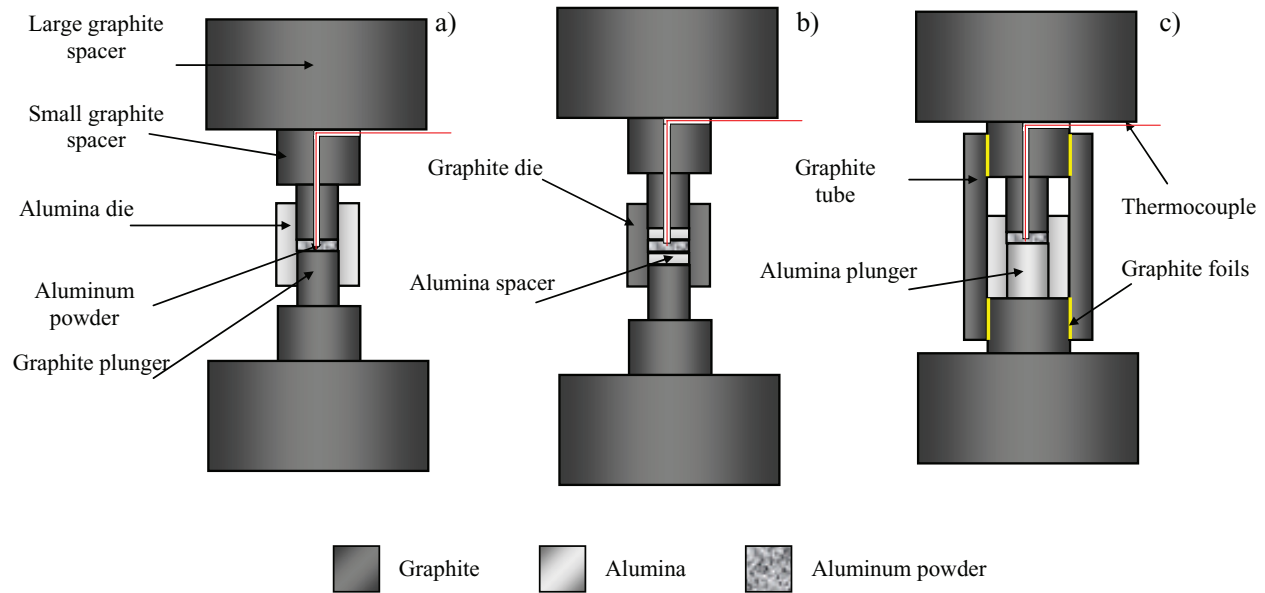 a)
Large graphite
spacer
Small graphite
spacer
Alumina die
Aluminum
powder
Graphite plunger
b)
Graphite die
Alumina spacer
c)
Graphite
tube
Thermocouple
Alumina plunger
Graphite foils
Graphite
Alumina
Aluminum powder